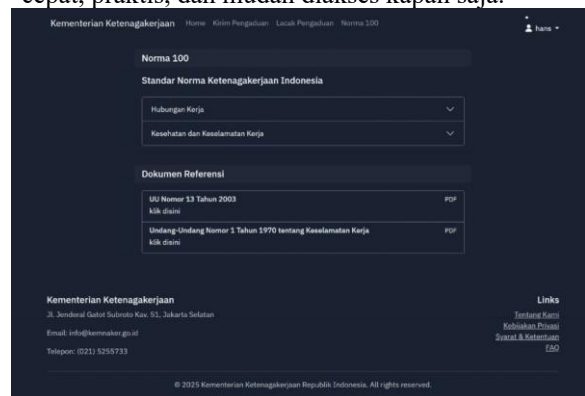 cepat, praktis, dan mudah diakses kapan saja.
Kementerian Ketenagakerjaan Home Kirim Pengaduan Lacak Pengaduan Norma 100
hans
Norma 100
Standar Norma Ketenagakerjaan Indonesia
Hubungan Kerja
Kesehatan dan Keselamatan Kerja
Dokumen Referensi
UU Nomor 13 Tahun 2003 PDF
klik disini
Undang-Undang Nomor 1 Tahun 1970 tentang Keselamatan Kerja PDF
klik disini
Kementerian Ketenagakerjaan
Jl. Jenderal Gatot Subroto Kav. 51, Jakarta Selatan
Email: info@kemnaker.go.id
Telepon: (021) 5255733
Links
Tentang Kami
Kebijakan Privasi
Syarat & Ketentuan
FAQ
© 2025 Kementerian Ketenagakerjaan Republik Indonesia. All rights reserved.